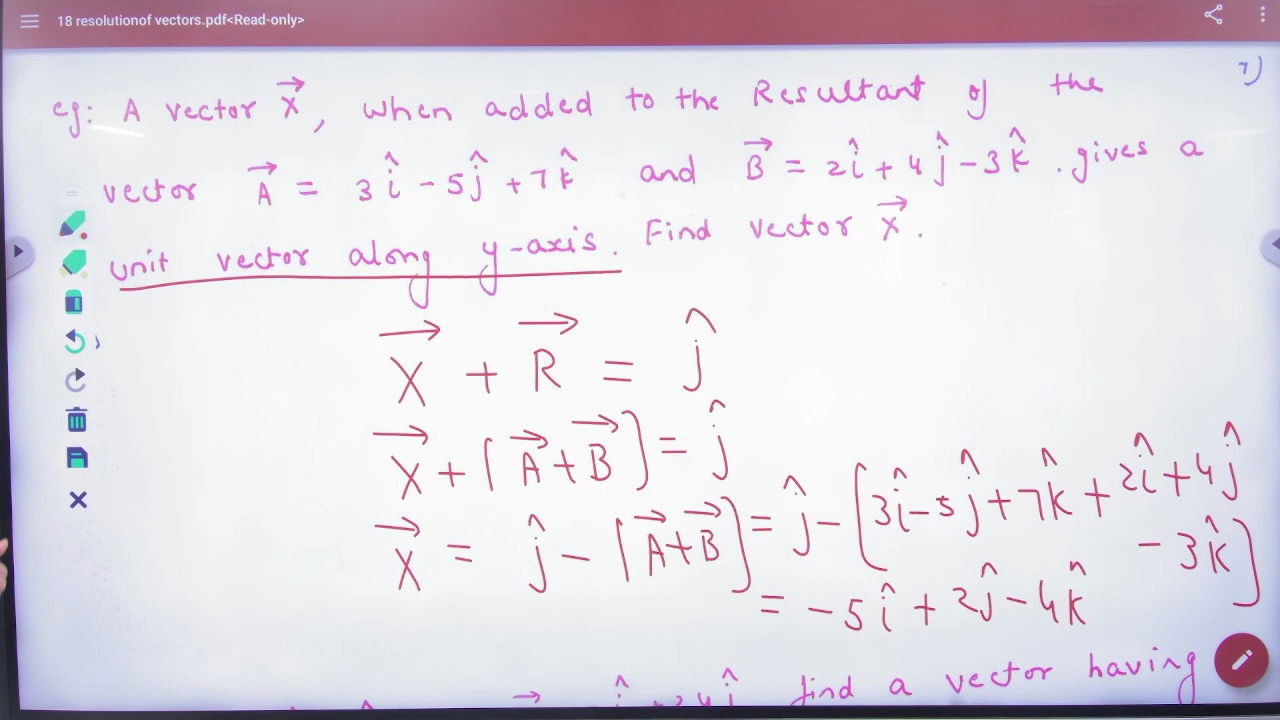 18 resolutionof vectors.pdf<Read-only>
7)
eg: A vector X⃗, when added to the Resultant of the
vector A⃗ = 3î - 5ĵ + 7k̂ and B⃗ = 2î + 4ĵ - 3k̂. gives a
unit vector along y-axis. Find vector X⃗.
X⃗ + R⃗ = ĵ
X⃗ + [A⃗ + B⃗] = ĵ
X⃗ = ĵ - [A⃗ + B⃗] = ĵ - [3î - 5ĵ + 7k̂ + 2î + 4ĵ
- 3k̂]
= -5î + 2ĵ - 4k̂
find a vector having